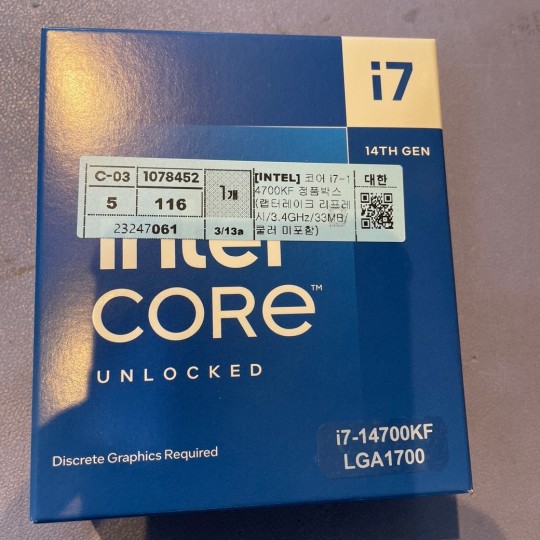 i7
14TH GEN
C-03 1078452
5 116
23247061
1개
3/13a
[INTEL] 코어 i7-1
4700KF 정품박스
(랩터레이크 리프레
시/3.4GHz/33MB/
쿨러 미포함)
대한
intel
CORE™
UNLOCKED
Discrete Graphics Required
i7-14700KF
LGA1700